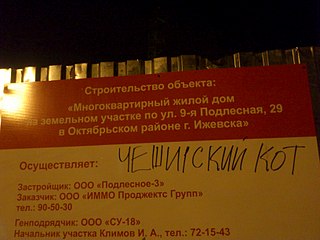 Строительство объекта:
«Многоквартирный жилой дом
на земельном участке по ул. 9-я Подлесная, 29
в Октябрьском районе г. Ижевска»
Осуществляет: ЧЕШИРСКИЙ КОТ
Застройщик: ООО «Подлесное-3»
Заказчик: ООО «ИММО Проджектс Групп»
тел.: 90-50-30
Генподрядчик: ООО «СУ-18»
Начальник участка Климов И. А., тел.: 72-15-43